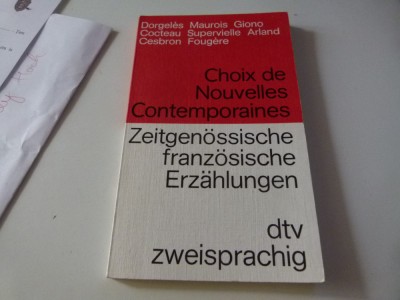 Dorgelès Maurois Giono
Cocteau Supervielle Arland
Cesbron Fougère
Choix de
Nouvelles
Contemporaines
Zeitgenössische
französische
Erzählungen
dtv
zweisprachig